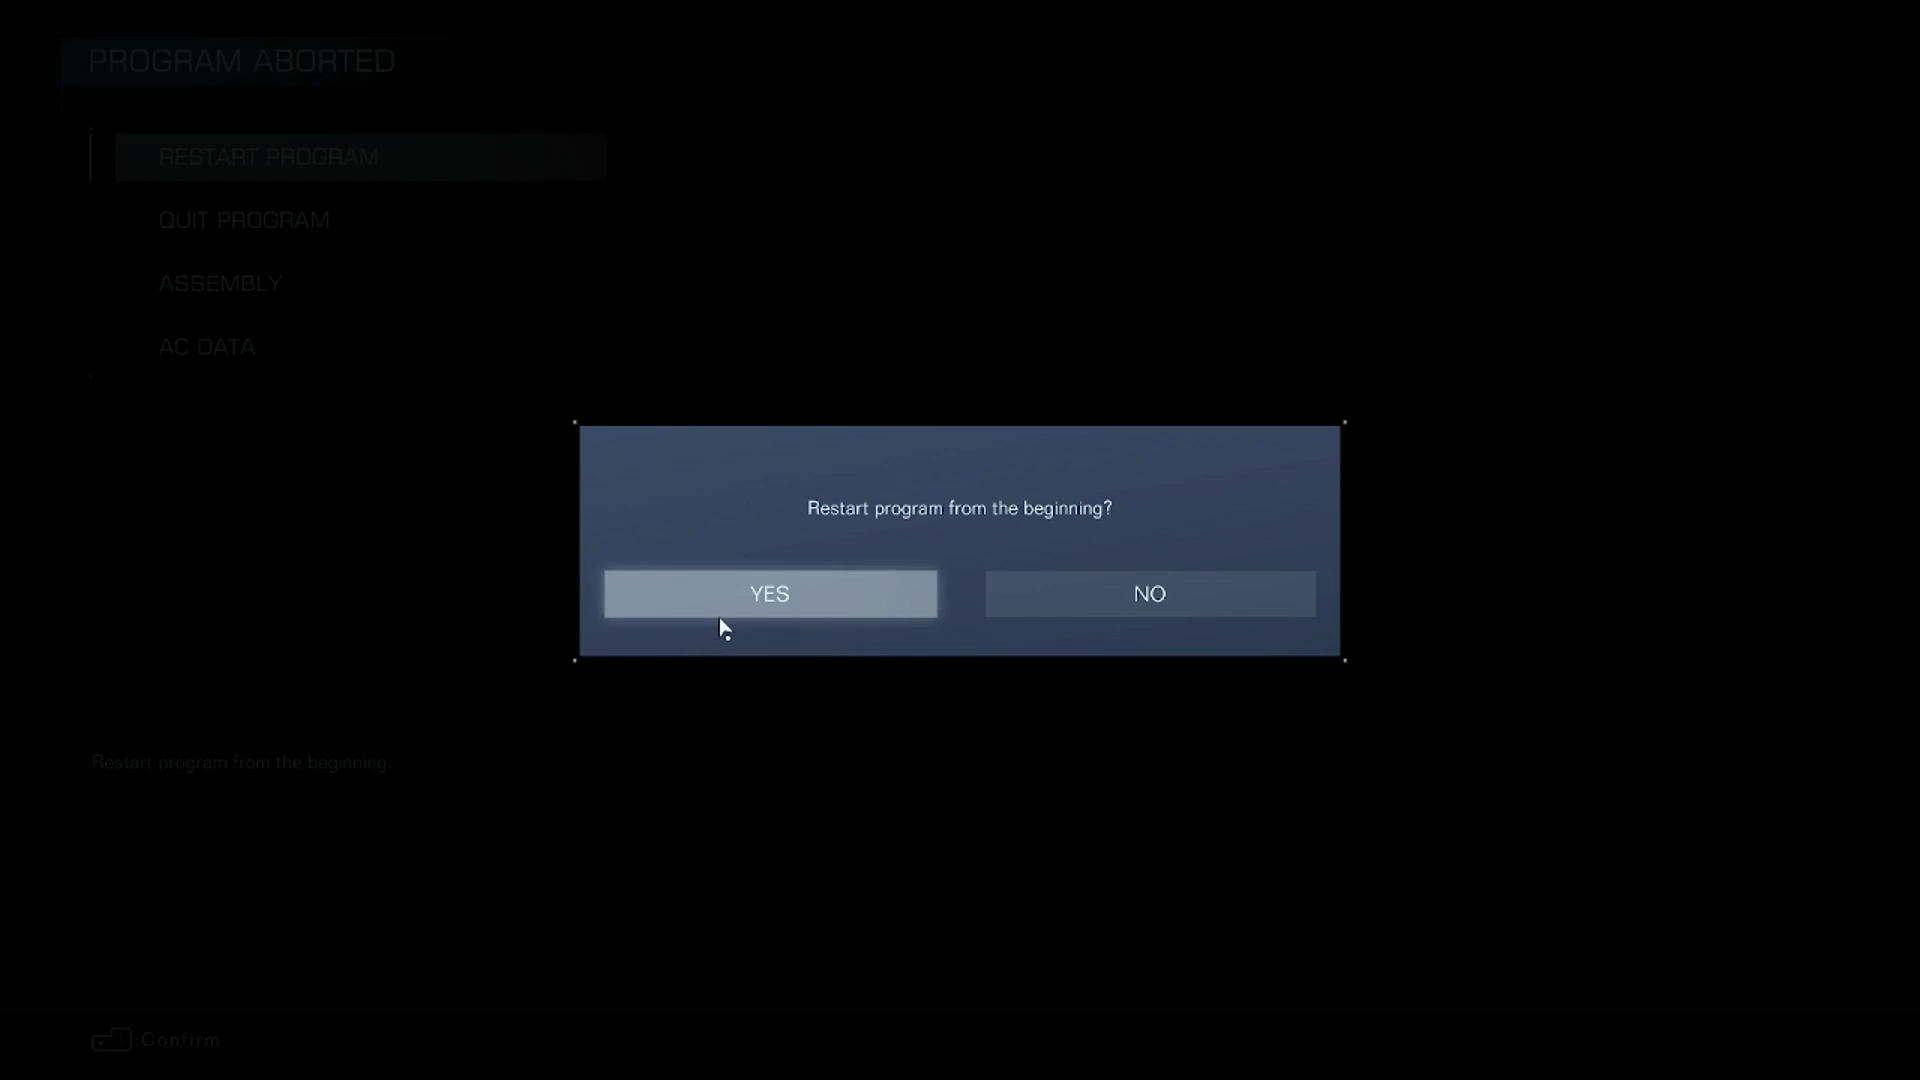 PROGRAM ABORTED
RESTART PROGRAM
QUIT PROGRAM
ASSEMBLY
AC DATA
Restart program from the beginning?
YES
NO
Restart program from the beginning.
:Confirm